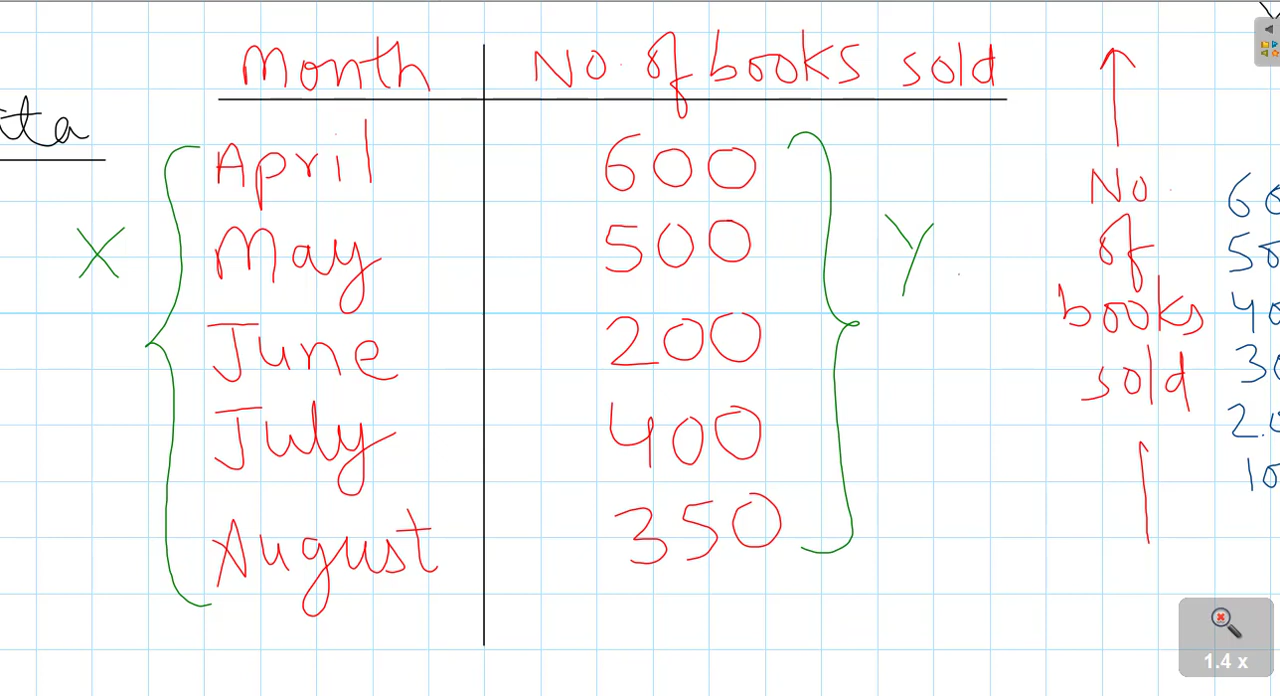 Month No. of books sold
April 600
May 500
June 200
July 400
August 350
X
Y
No
of
books
sold
1.4 x